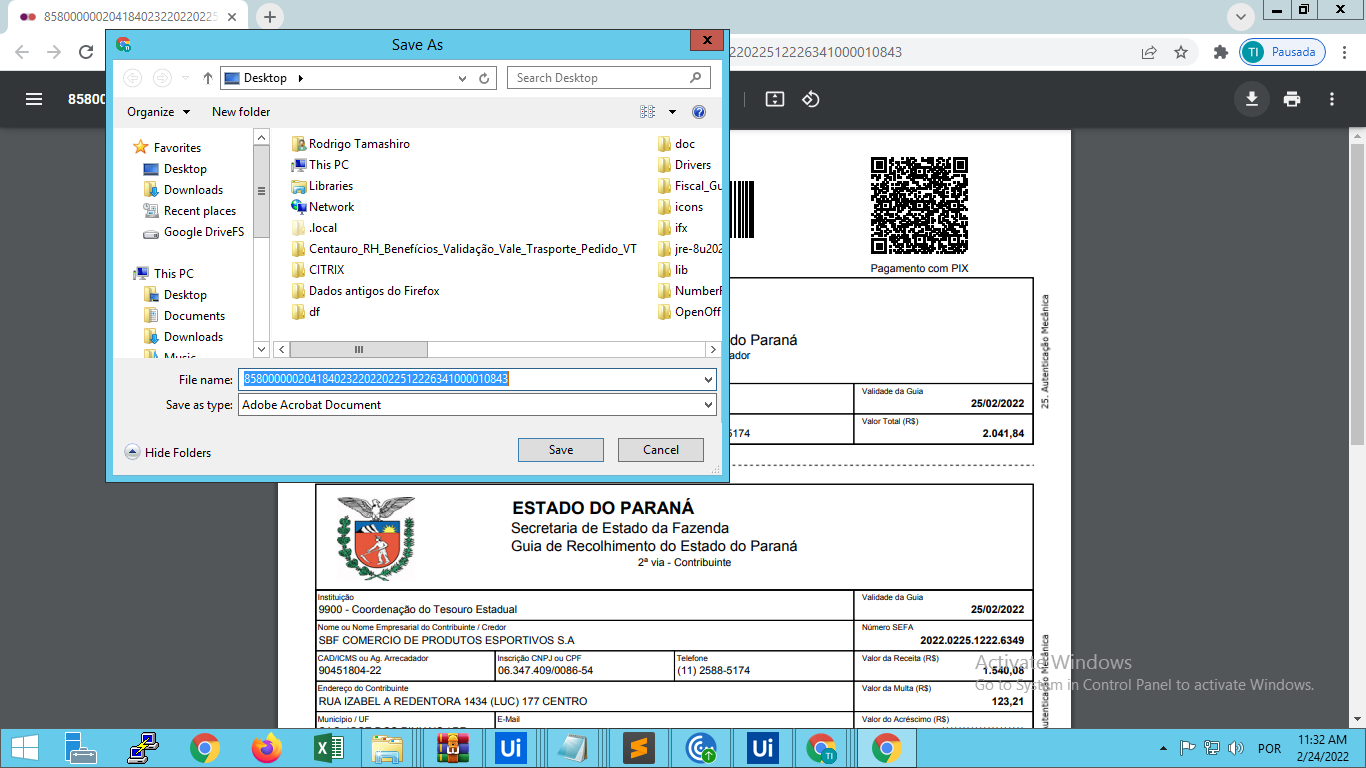 858000000204184023220220225
Save As
22022512226341000010843
Pausada
TI
Desktop
Search Desktop
8580
Organize
New folder
Favorites
Desktop
Downloads
Recent places
Google DriveFS
This PC
Desktop
Documents
Downloads
Music
Rodrigo Tamashiro
This PC
Libraries
Network
.local
Centauro_RH_Benefícios_Validação_Vale_Trasporte_Pedido_VT
CITRIX
Dados antigos do Firefox
df
doc
Drivers
Fiscal_Gu
icons
ifx
jre-8u202
lib
NumberF
OpenOff
File name:
85800000020418402322022022512226341000010843
Save as type:
Adobe Acrobat Document
Hide Folders
Save
Cancel
Pagamento com PIX
do Paraná
ador
25. Autenticação Mecânica
Validade da Guia
25/02/2022
Valor Total (R$)
5174
2.041,84
ESTADO DO PARANÁ
Secretaria de Estado da Fazenda
Guia de Recolhimento do Estado do Paraná
2ª via - Contribuinte
Instituição
9900 - Coordenação do Tesouro Estadual
Validade da Guia
25/02/2022
Nome ou Nome Empresarial do Contribuinte / Credor
SBF COMERCIO DE PRODUTOS ESPORTIVOS S.A
Número SEFA
2022.0225.1222.6349
CAD/ICMS ou Ag. Arrecadador
90451804-22
Inscrição CNPJ ou CPF
06.347.409/0086-54
Telefone
(11) 2588-5174
Valor da Receita (R$)
1.540,08
Endereço do Contribuinte
RUA IZABEL A REDENTORA 1434 (LUC) 177 CENTRO
Valor da Multa (R$)
123,21
Município / UF
E-Mail
Valor do Acréscimo (R$)
utenticação Mecânica
Activate Windows
Go to System in Control Panel to activate Windows.
Ui
Ui
TI
POR
11:32 AM
2/24/2022